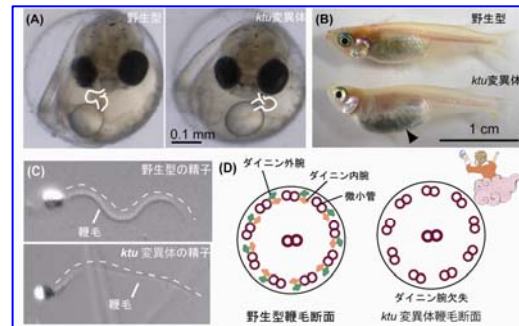 (A)
野生型
ktu変異体
0.1 mm
(B)
野生型
ktu変異体
1 cm
(C)
野生型の精子
鞭毛
ktu 変異体の精子
鞭毛
(D)
ダイニン外腕
ダイニン内腕
微小管
ダイニン腕欠失
野生型鞭毛断面
ktu 変異体鞭毛断面